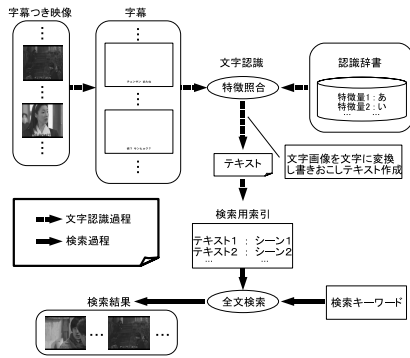 字幕つき映像
字幕
文字認識
認識辞書
特徴照合
特徴量1：あ
特徴量2：い
… …
テキスト
文字画像を文字に変換
し書きおこしテキスト作成
検索用索引
テキスト1 ： シーン1
テキスト2 ： シーン2
… …
文字認識過程
検索過程
検索結果
全文検索
検索キーワード